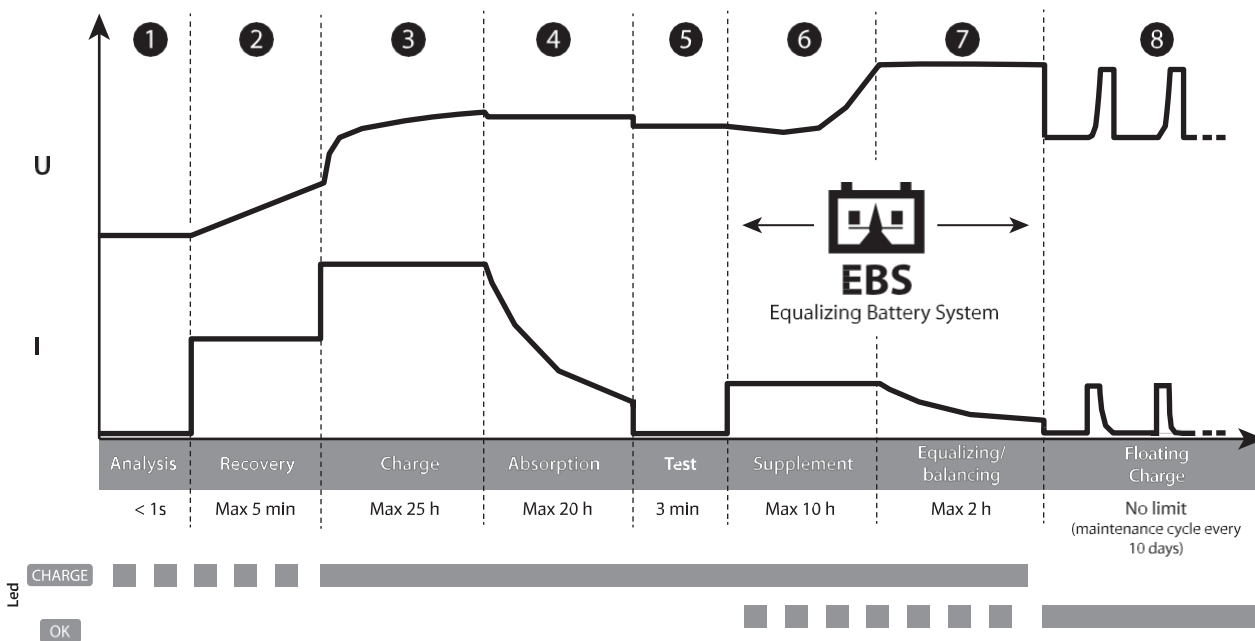 1 2 3 4 5 6 7 8
U
EBS
Equalizing Battery System
I
Analysis Recovery Charge Absorption Test Supplement Equalizing/ balancing Floating Charge
< 1s Max 5 min Max 25 h Max 20 h 3 min Max 10 h Max 2 h No limit
(maintenance cycle every
10 days)
Led
CHARGE
OK